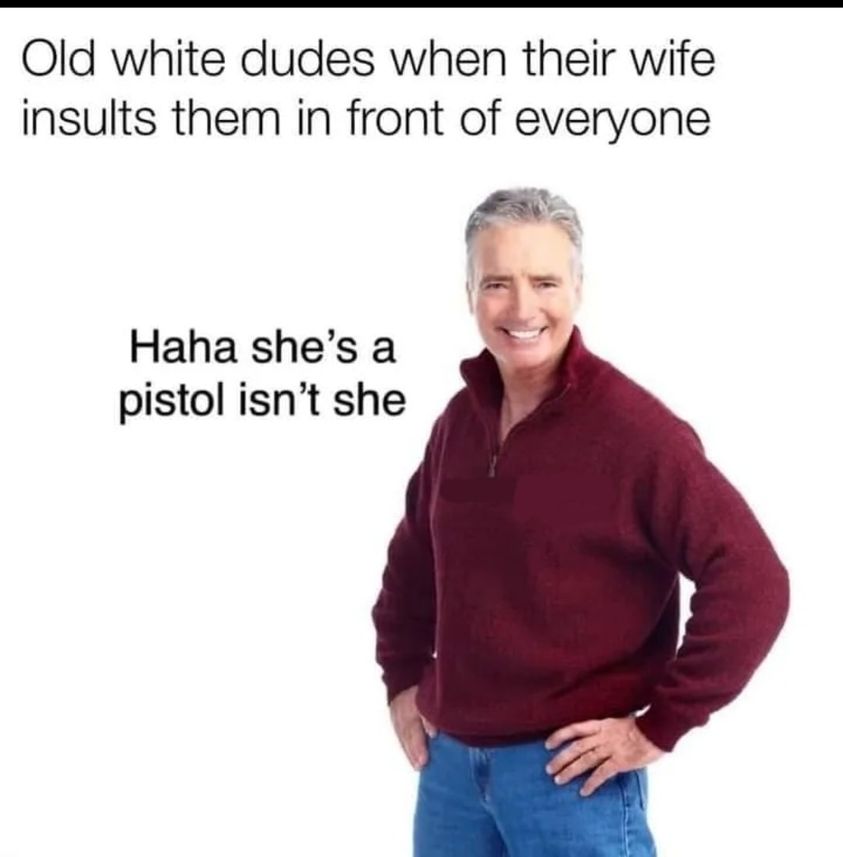 Old white dudes when their wife
insults them in front of everyone
Haha she's a
pistol isn't she